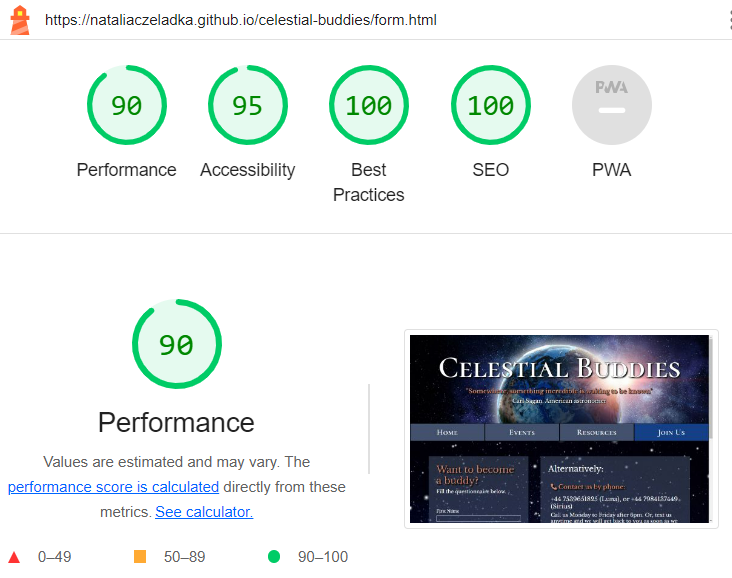 https://nataliaczeladka.github.io/celestial-buddies/form.html
90
95
100
100
PWA
Performance
Accessibility
Best
Practices
SEO
PWA
90
Performance
Values are estimated and may vary. The
performance score is calculated directly from these
metrics. See calculator.
0–49
50–89
90–100
CELESTIAL BUDDIES
"Somewhere, something incredible is waiting to be known"
Carl Sagan, American astronomer
HOME
EVENTS
RESOURCES
JOIN US
Want to become
a buddy?
Fill the questionnaire below.
First Name
Alternatively:
Contact us by phone:
+44 7539651825 (Luna), or +44 7984137449
(Sirius)
Call us Monday to Friday after 6pm. Or, text us
anytime and we will get back to you as soon as we